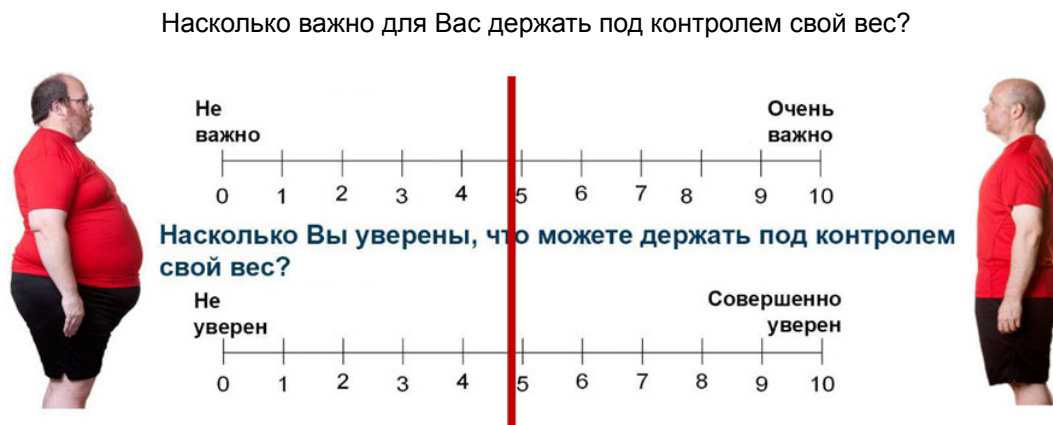 Насколько важно для Вас держать под контролем свой вес?
Не Очень
важно важно
0 1 2 3 4 5 6 7 8 9 10
Насколько Вы уверены, что можете держать под контролем
свой вес?
Не Совершенно
уверен уверен
0 1 2 3 4 5 6 7 8 9 10